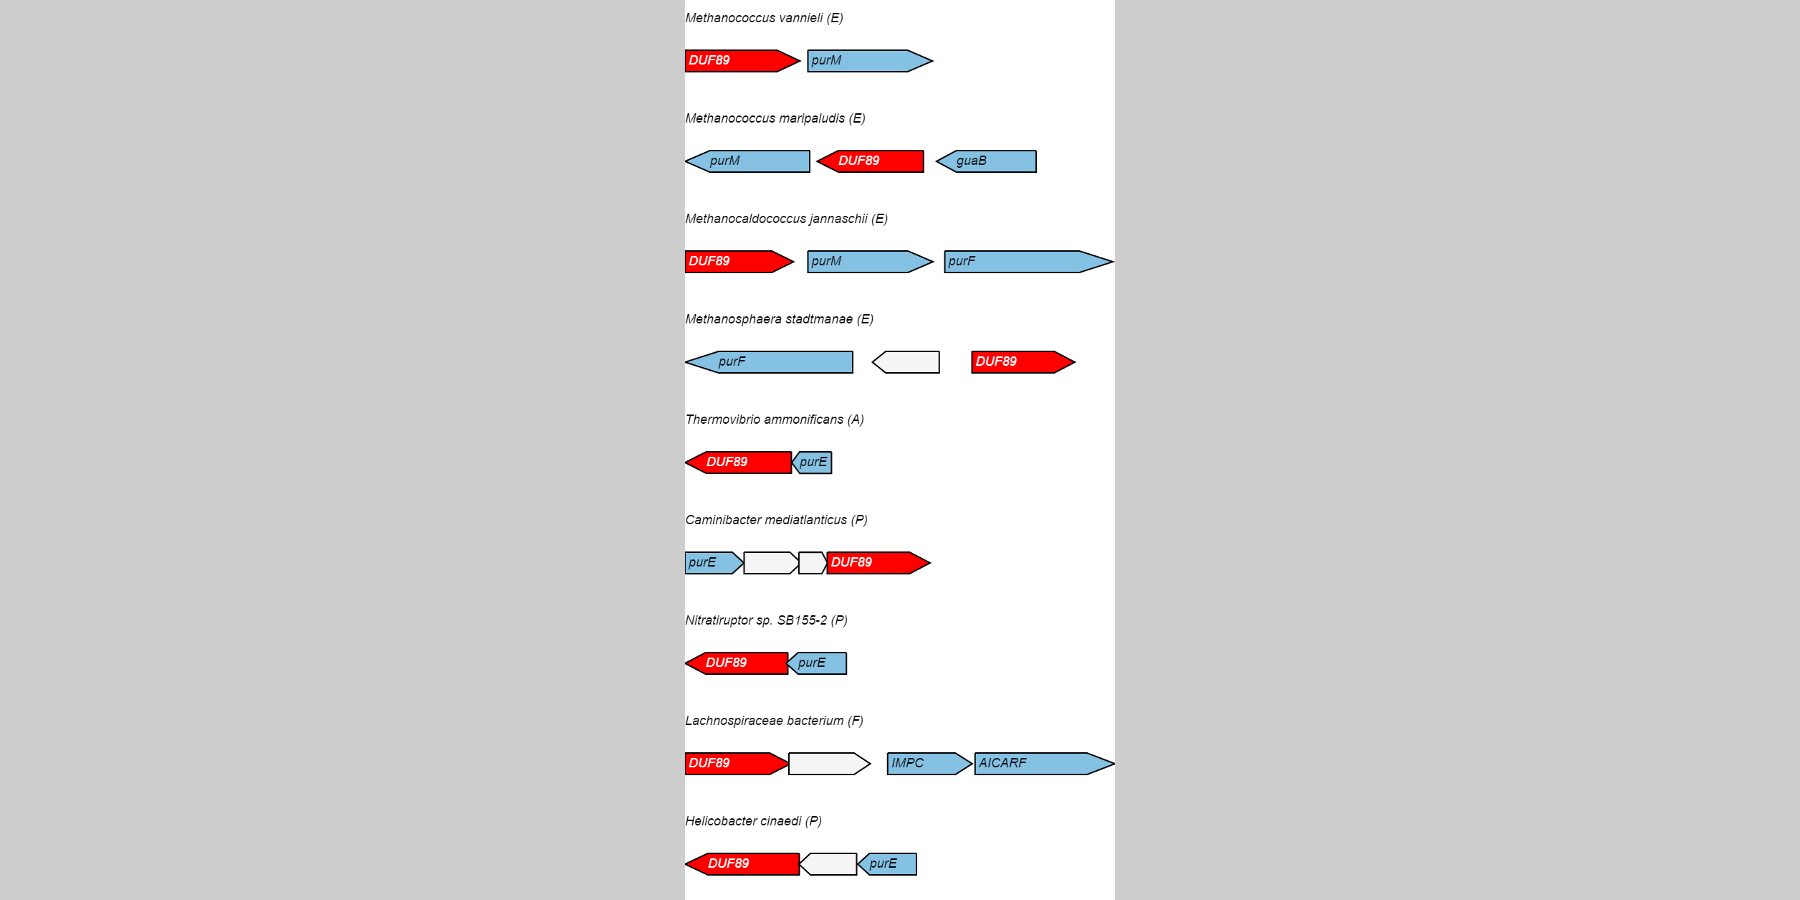 Methanococcus vannieli (E)
DUF89 purM
Methanococcus maripaludis (E)
purM DUF89 guaB
Methanocaldococcus jannaschii (E)
DUF89 purM purF
Methanosphaera stadtmanae (E)
purF DUF89
Thermovibrio ammonificans (A)
DUF89 purE
Caminibacter mediatlanticus (P)
purE DUF89
Nitratiruptor sp. SB155-2 (P)
DUF89 purE
Lachnospiraceae bacterium (F)
DUF89 IMPC AICARF
Helicobacter cinaedi (P)
DUF89 purE